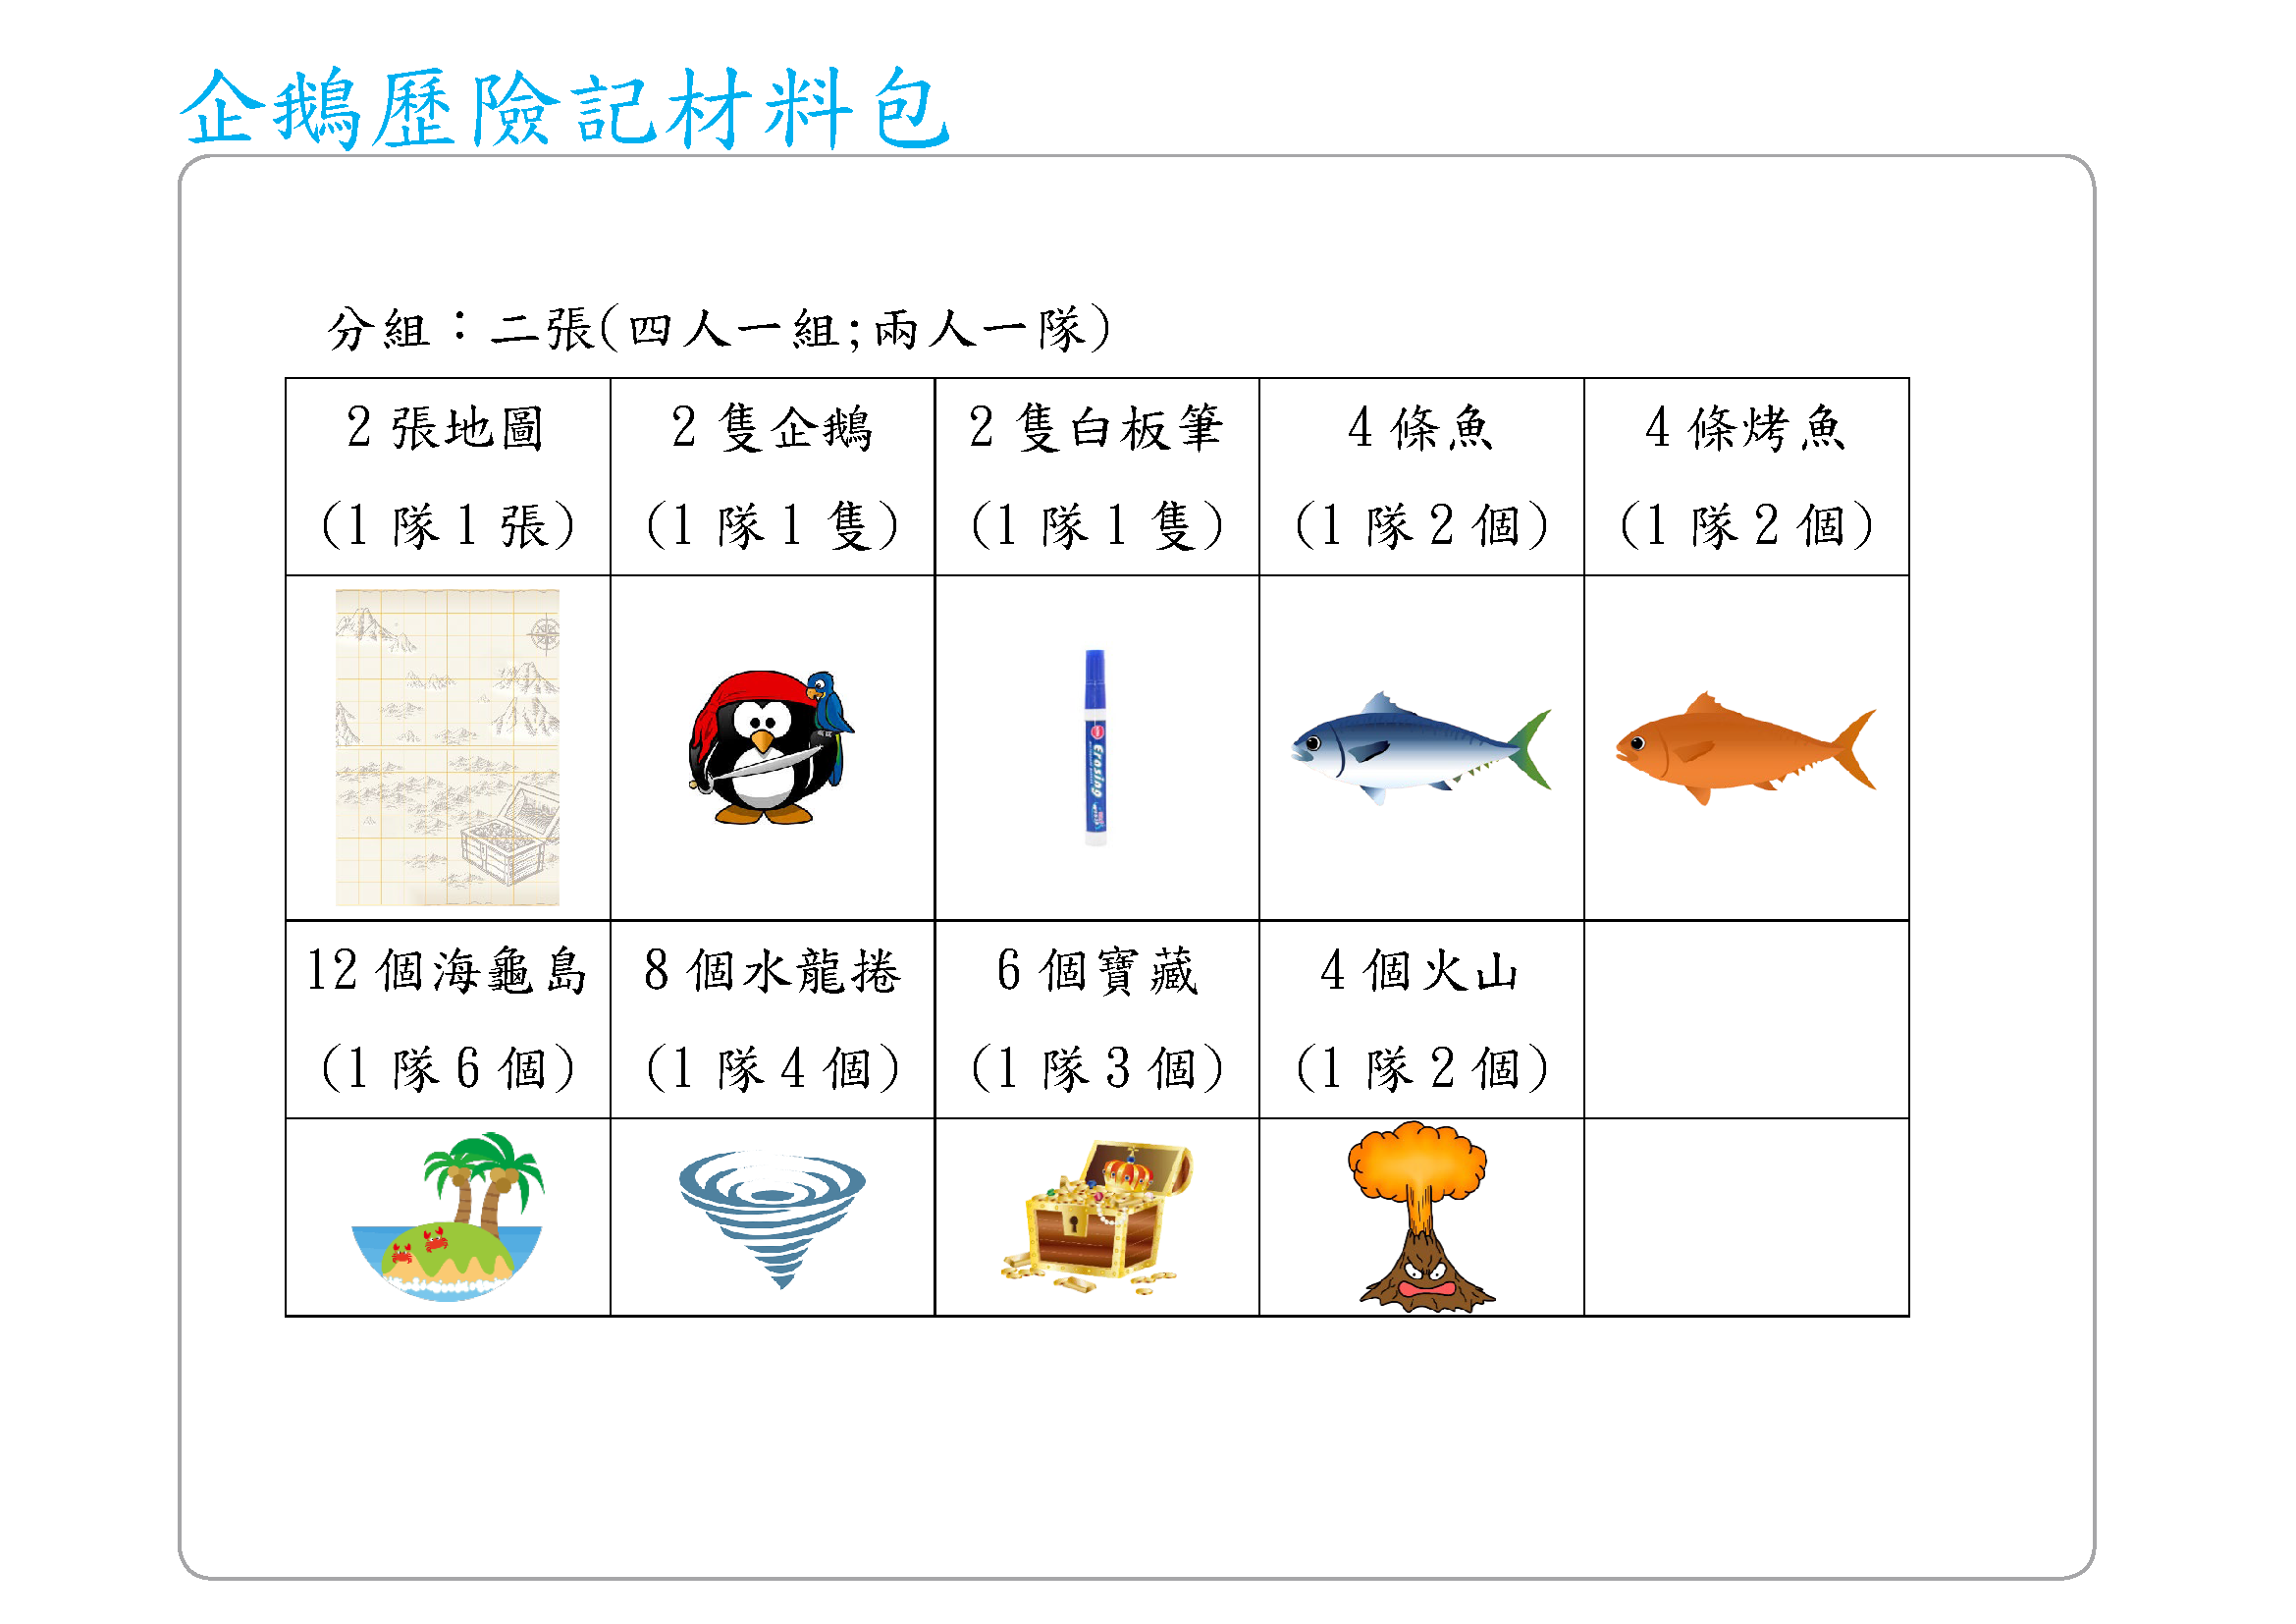 企鵝歷險記材料包
分組：二張(四人一組;兩人一隊)
2 張地圖
(1 隊 1 張)
2 隻企鵝
(1 隊 1 隻)
2 隻白板筆
(1 隊 1 隻)
4 條魚
(1 隊 2 個)
4 條烤魚
(1 隊 2 個)
Erasing
12 個海龜島
(1 隊 6 個)
8 個水龍捲
(1 隊 4 個)
6 個寶藏
(1 隊 3 個)
4 個火山
(1 隊 2 個)